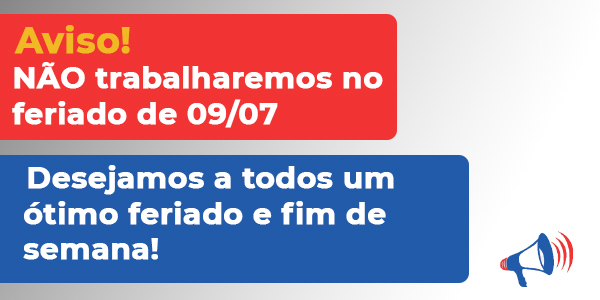 Aviso!
NÃO trabalharemos no
feriado de 09/07
Desejamos a todos um
ótimo feriado e fim de
semana!